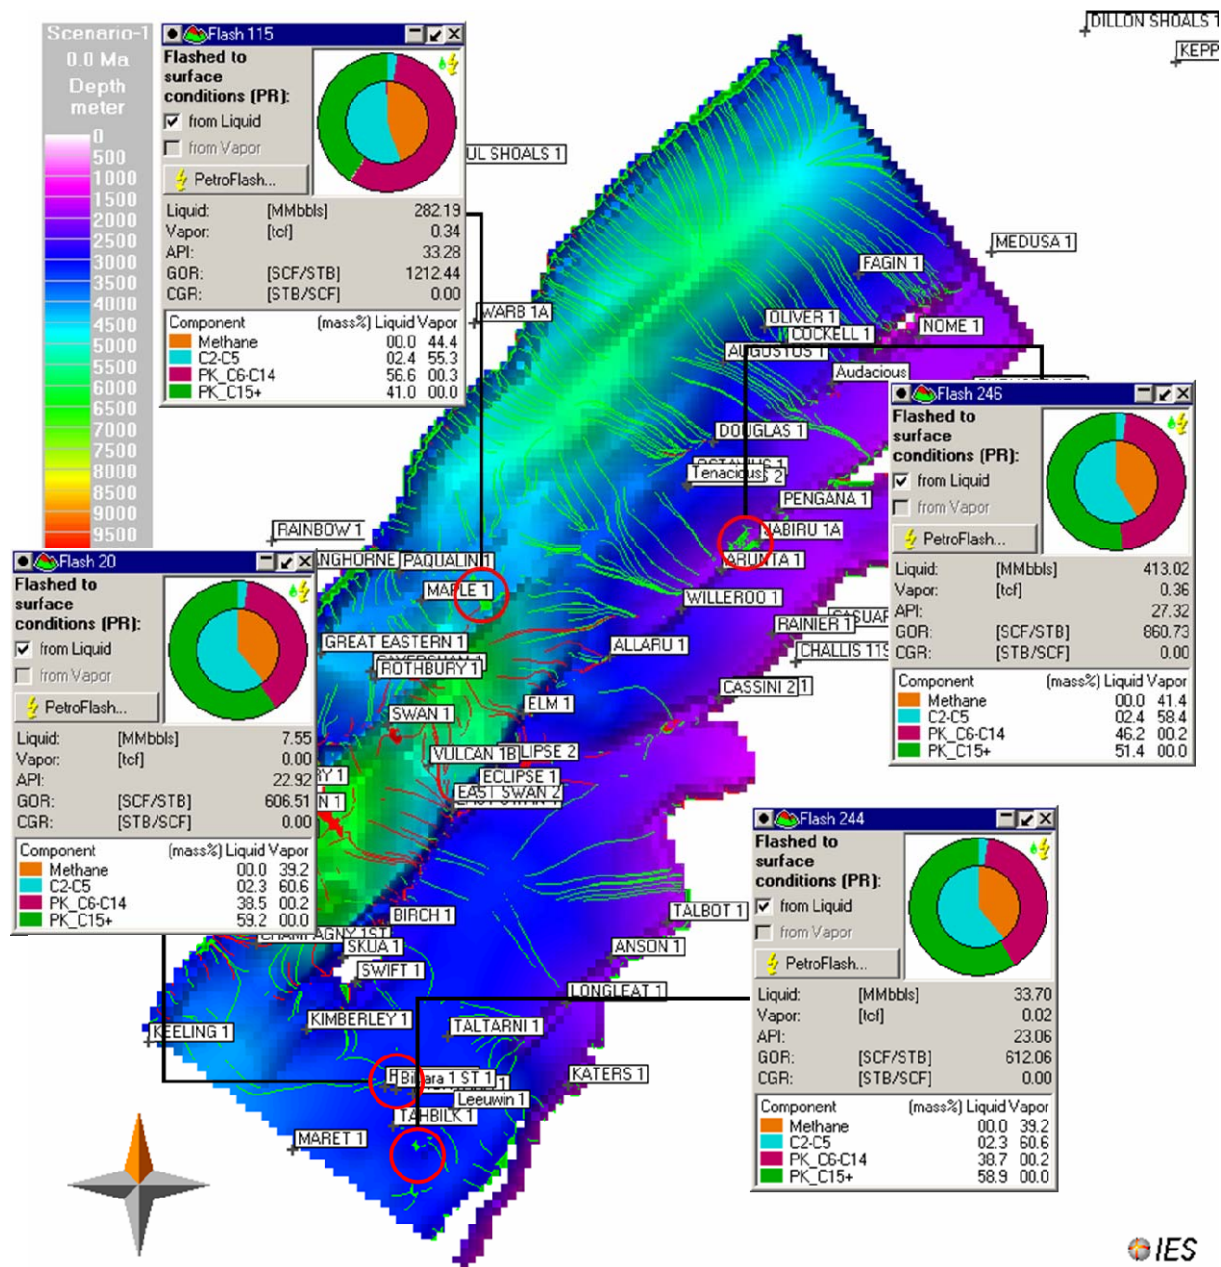 Scenario-1
0.0 Ma
Depth
meter
0
500
1000
1500
2000
2500
3000
3500
4000
4500
5000
5500
6000
6500
7000
7500
8000
8500
9000
9500
Flash 115
Flashed to
surface
conditions (PR):
from Liquid
from Vapor
PetroFlash...
Liquid: [MMbbls] 282.19
Vapor: [tcf] 0.34
API: 33.28
GOR: [SCF/STB] 1212.44
CGR: [STB/SCF] 0.00
Component (mass%) Liquid Vapor
Methane 00.0 44.4
C2-C5 02.4 55.3
PK_C6-C14 56.6 00.3
PK_C15+ 41.0 00.0
DILLON SHOALS 1
KEPP
UL SHOALS 1
MEDUSA 1
FAGIN 1
WARB 1A
OLIVER 1
NOME 1
COCKELL 1
AUGUSTUS 1
Audacious
Flash 246
Flashed to
surface
conditions (PR):
from Liquid
from Vapor
PetroFlash...
Liquid: [MMbbls] 413.02
Vapor: [tcf] 0.36
API: 27.32
GOR: [SCF/STB] 860.73
CGR: [STB/SCF] 0.00
Component (mass%) Liquid Vapor
Methane 00.0 41.4
C2-C5 02.4 58.4
PK_C6-C14 46.2 00.2
PK_C15+ 51.4 00.0
DOUGLAS 1
Tenacious
S 2
PENGANA 1
RAINBOW 1
JABIRU 1A
NGHORNE
PAQUALIN 1
ARUNTA 1
MAPLE 1
WILLEROO 1
CASUAR
RAINIER 1
GREAT EASTERN 1
ALLARU 1
CHALLIS 11S
ROTHBURY 1
CASSINI 2
1
ELM 1
SWAN 1
VULCAN 1B
LIPSE 2
Y 1
ECLIPSE 1
EAST SWAN 2
N 1
Flash 20
Flashed to
surface
conditions (PR):
from Liquid
from Vapor
PetroFlash...
Liquid: [MMbbls] 7.55
Vapor: [tcf] 0.00
API: 22.92
GOR: [SCF/STB] 606.51
CGR: [STB/SCF] 0.00
Component (mass%) Liquid Vapor
Methane 00.0 39.2
C2-C5 02.3 60.6
PK_C6-C14 38.5 00.2
PK_C15+ 59.2 00.0
Flash 244
Flashed to
surface
conditions (PR):
from Liquid
from Vapor
PetroFlash...
Liquid: [MMbbls] 33.70
Vapor: [tcf] 0.02
API: 23.06
GOR: [SCF/STB] 612.06
CGR: [STB/SCF] 0.00
Component (mass%) Liquid Vapor
Methane 00.0 39.2
C2-C5 02.3 60.6
PK_C6-C14 38.7 00.2
PK_C15+ 58.9 00.0
BIRCH 1
TALBOT 1
CHAMPAGNY 1ST
SKUA 1
ANSON 1
SWIFT 1
LONGLEAT 1
KIMBERLEY 1
KEELING 1
TALTARNI 1
ST 1
1
KATERS 1
Leeuwin 1
TAHBILK 1
MARET 1
IES